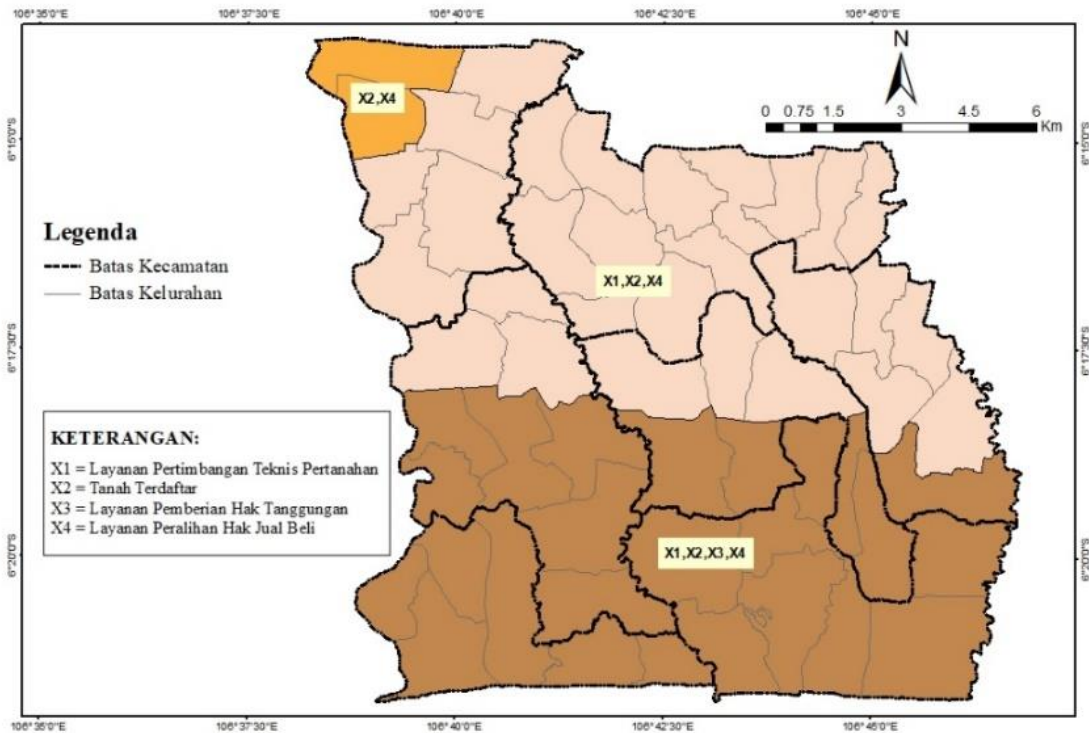 106°35'0"E 106°37'30"E 106°40'0"E 106°42'30"E 106°45'0"E
N
0 0.75 1.5 3 4.5 6
Km
X2,X4
6°15'0"S 6°15'0"S
Legenda
Batas Kecamatan
Batas Kelurahan
X1,X2,X4
6°17'30"S 6°17'30"S
KETERANGAN:
X1 = Layanan Pertimbangan Teknis Pertanahan
X2 = Tanah Terdaftar
X3 = Layanan Pemberian Hak Tanggungan
X4 = Layanan Peralihan Hak Jual Beli
X1,X2,X3,X4
6°20'0"S 6°20'0"S
106°35'0"E 106°37'30"E 106°40'0"E 106°42'30"E 106°45'0"E